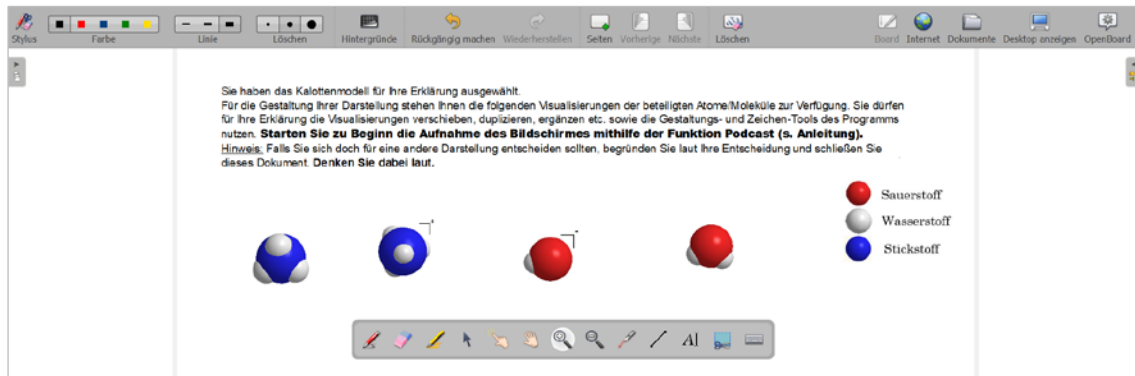 Stylus Farbe Linie Löschen Hintergründe Rückgängig machen Wiederherstellen Seiten Vorherige Nächste Löschen Board Internet Dokumente Desktop anzeigen OpenBoard
Sie haben das Kalottenmodell für Ihre Erklärung ausgewählt.
Für die Gestaltung Ihrer Darstellung stehen Ihnen die folgenden Visualisierungen der beteiligten Atome/Moleküle zur Verfügung. Sie dürfen
für Ihre Erklärung die Visualisierungen verschieben, duplizieren, ergänzen etc. sowie die Gestaltungs- und Zeichen-Tools des Programms
nutzen. Starten Sie zu Beginn die Aufnahme des Bildschirmes mithilfe der Funktion Podcast (s. Anleitung).
Hinweis: Falls Sie sich doch für eine andere Darstellung entscheiden sollten, begründen Sie laut Ihre Entscheidung und schließen Sie
dieses Dokument. Denken Sie dabei laut.
+
-
Sauerstoff
Wasserstoff
Stickstoff
AI